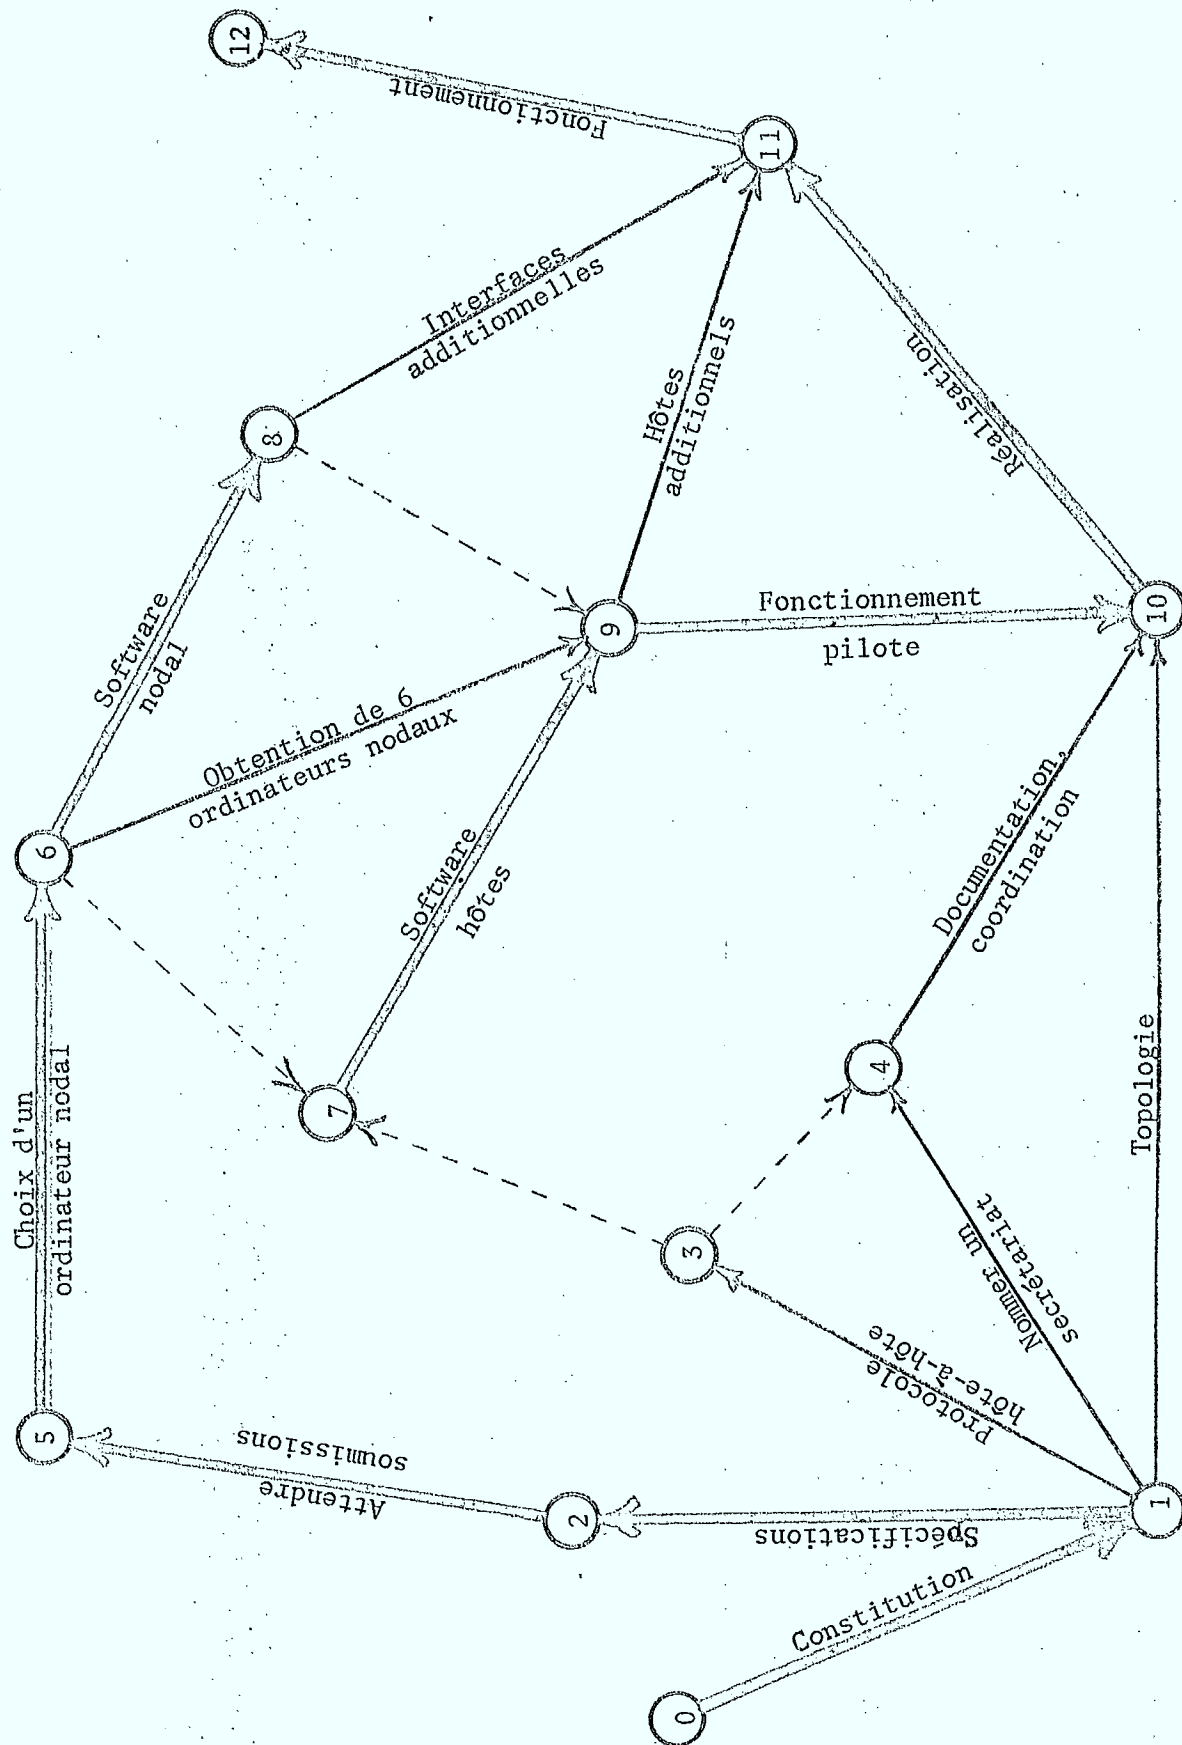 12
Fonctionnement
11
Interfaces
additionnelles
8
Hôtes
additionnels
Réalisation
Software
nodal
9
Fonctionnement
pilote
10
Obtention de 6
ordinateurs nodaux
6
Software
hôtes
Documentation,
coordination
Choix d'un
ordinateur nodal
7
4
Topologie
3
Nommer un
secrétariat
Protocole
hôte-à-hôte
5
Attendre
soumissions
2
Spécifications
1
Constitution
0